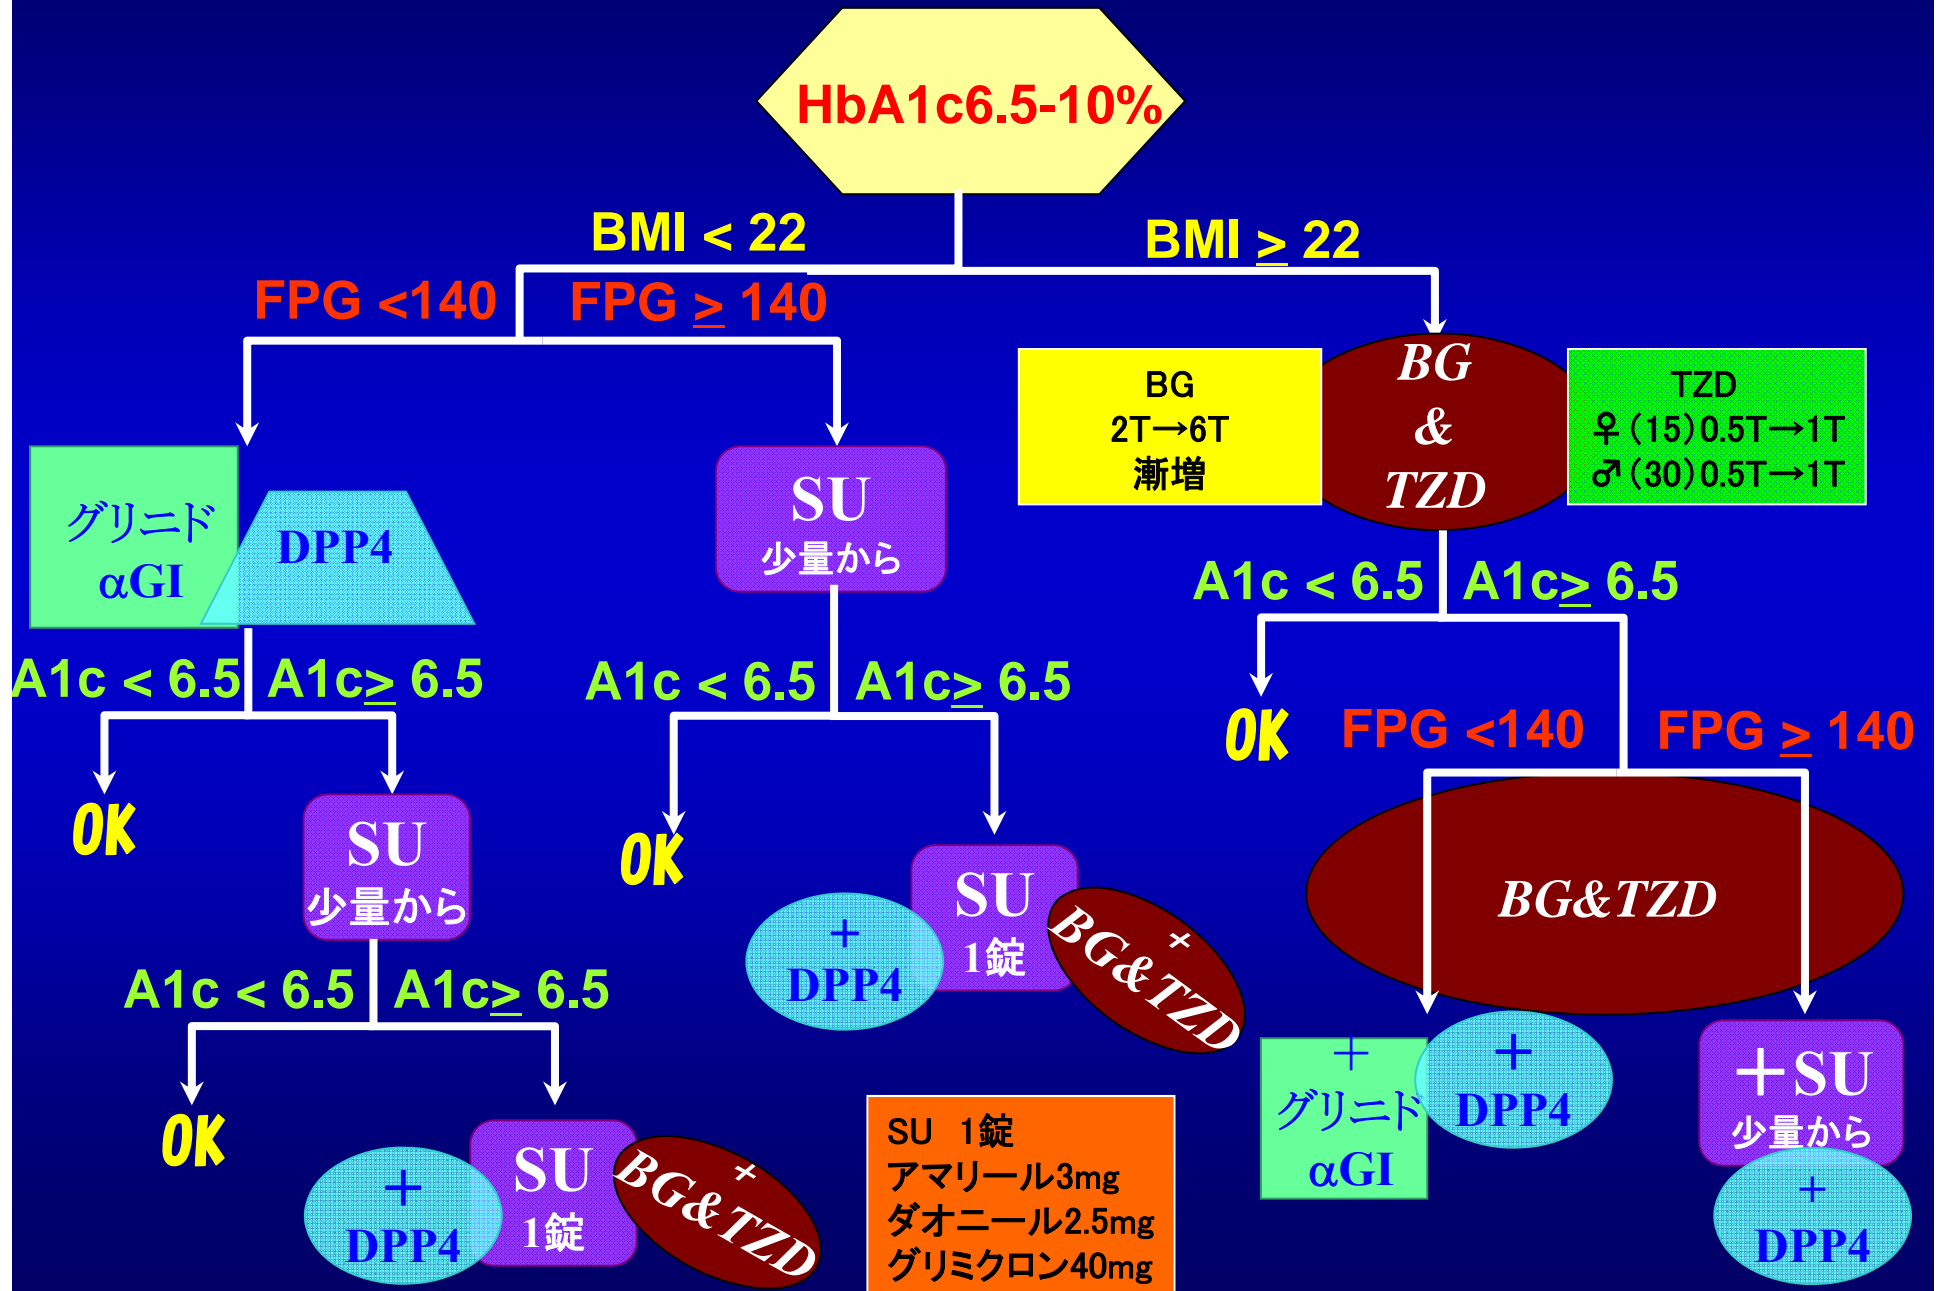 HbA1c6.5-10%
BMI < 22
BMI ≥ 22
FPG <140
FPG ≥ 140
BG
2T→6T
漸増
BG
&
TZD
TZD
♀(15)0.5T→1T
♂(30)0.5T→1T
グリニド
αGI
DPP4
SU
少量から
A1c < 6.5
A1c≥ 6.5
A1c < 6.5
A1c≥ 6.5
A1c < 6.5
A1c≥ 6.5
OK
OK
OK
FPG <140
FPG ≥ 140
SU
少量から
+
DPP4
SU
1錠
+
BG&TZD
BG&TZD
A1c < 6.5
A1c≥ 6.5
OK
+
DPP4
SU
1錠
+
BG&TZD
SU 1錠
アマリール3mg
ダオニール2.5mg
グリミクロン40mg
+
グリニド
αGI
+
DPP4
+SU
少量から
+
DPP4